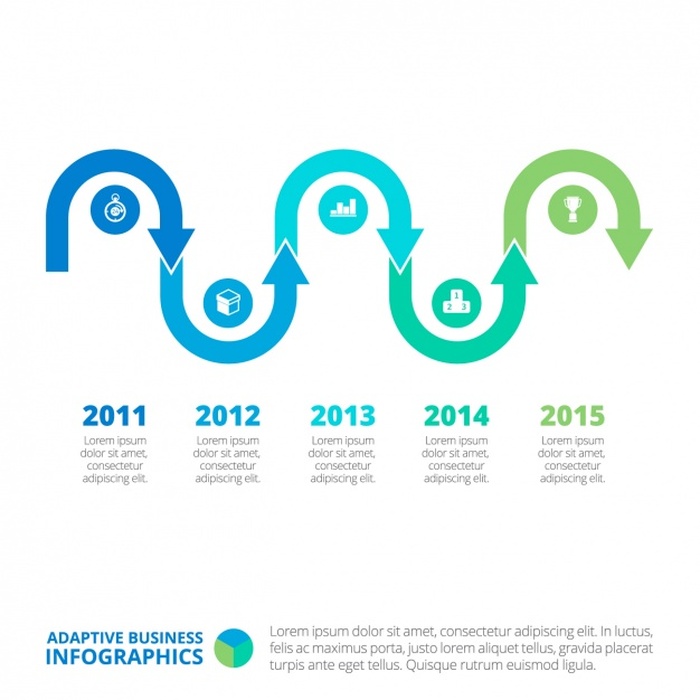 1
2 3
2011
Lorem ipsum
dolor sit amet,
consectetur
adipiscing elit.
2012
Lorem ipsum
dolor sit amet,
consectetur
adipiscing elit.
2013
Lorem ipsum
dolor sit amet,
consectetur
adipiscing elit.
2014
Lorem ipsum
dolor sit amet,
consectetur
adipiscing elit.
2015
Lorem ipsum
dolor sit amet,
consectetur
adipiscing elit.
ADAPTIVE BUSINESS
INFOGRAPHICS
Lorem ipsum dolor sit amet, consectetur adipiscing elit. In luctus,
felis ac maximus porta, justo lorem aliquam tellus, gravida placerat
turpis ante eget tellus. Quisque rutrum euismod ligula.